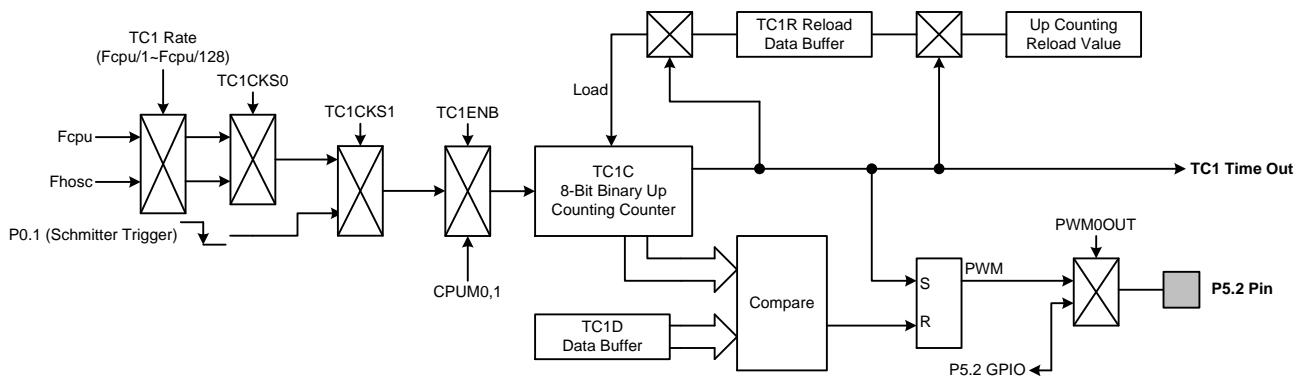 TC1 Rate
(Fcpu/1~Fcpu/128)
TC1CKS0
TC1CKS1
TC1ENB
Fcpu
Fhosc
P0.1 (Schmitter Trigger)
CPUM0,1
Load
TC1R Reload
Data Buffer
Up Counting
Reload Value
TC1C
8-Bit Binary Up
Counting Counter
TC1 Time Out
TC1D
Data Buffer
Compare
S
R
PWM
PWM0OUT
P5.2 Pin
P5.2 GPIO